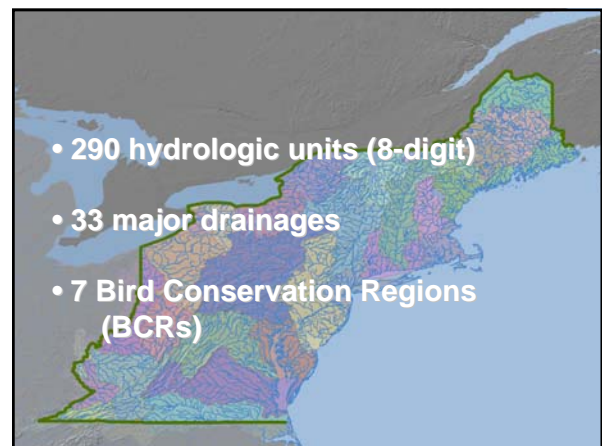 • 290 hydrologic units (8-digit)
• 33 major drainages
• 7 Bird Conservation Regions
(BCRs)